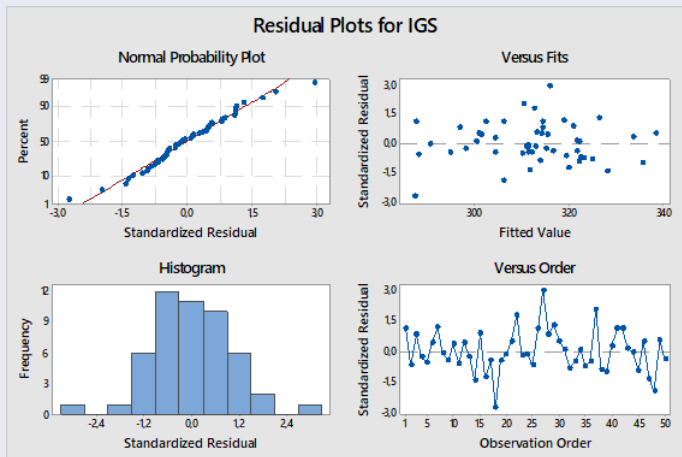 Residual Plots for IGS
Normal Probability Plot
99
90
50
10
1
Percent
-3,0 -1,5 0,0 1,5 3,0
Standardized Residual
Versus Fits
3,0
1,5
0,0
-1,5
-3,0
Standardized Residual
300 320 340
Fitted Value
Histogram
12
9
6
3
0
Frequency
-2,4 -1,2 0,0 1,2 2,4
Standardized Residual
Versus Order
3,0
1,5
0,0
-1,5
-3,0
Standardized Residual
1 5 10 15 20 25 30 35 40 45 50
Observation Order